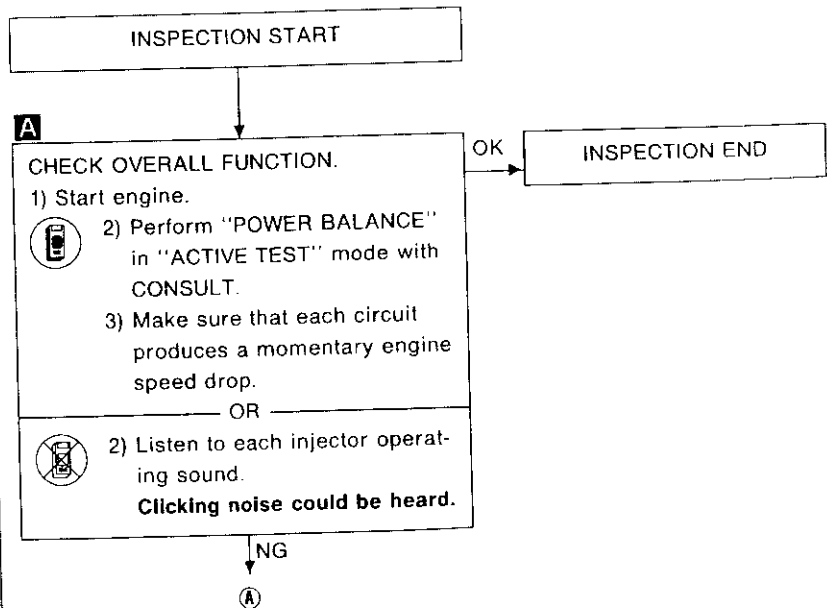 INSPECTION START
A
CHECK OVERALL FUNCTION.
OK
INSPECTION END
1) Start engine.
2) Perform "POWER BALANCE"
in "ACTIVE TEST" mode with
CONSULT.
3) Make sure that each circuit
produces a momentary engine
speed drop.
OR
2) Listen to each injector operat-
ing sound.
Clicking noise could be heard.
NG
Ⓐ